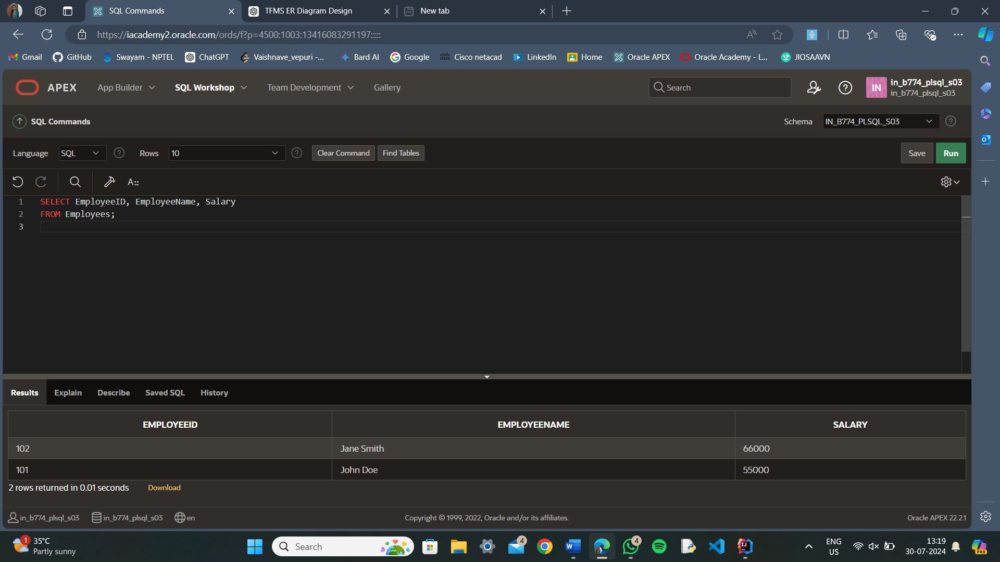 SQL Commands
TFMS ER Diagram Design
New tab
https://iacademy2.oracle.com/ords/f?p=4500:1003:13416083291197:::::
Gmail
GitHub
Swayam - NPTEL
ChatGPT
Vaishnave_vepuri -...
Bard AI
Google
Cisco netacad
LinkedIn
Home
Oracle APEX
Oracle Academy - L...
JIOSAAVN
APEX
App Builder
SQL Workshop
Team Development
Gallery
Search
IN
in_b774_plsql_s03
in_b774_plsql_s03
SQL Commands
Schema
IN_B774_PLSQL_S03
Language
SQL
Rows
10
Clear Command
Find Tables
Save
Run
1 SELECT EmployeeID, EmployeeName, Salary
2 FROM Employees;
3
Results
Explain
Describe
Saved SQL
History
EMPLOYEEID EMPLOYEENAME SALARY
102 Jane Smith 66000
101 John Doe 55000
2 rows returned in 0.01 seconds
Download
in_b774_plsql_s03
in_b774_plsql_s03
en
Copyright © 1999, 2022, Oracle and/or its affiliates.
Oracle APEX 22.2.1
1
35°C
Partly sunny
Search
4
4
ENG
US
13:19
30-07-2024
PRE